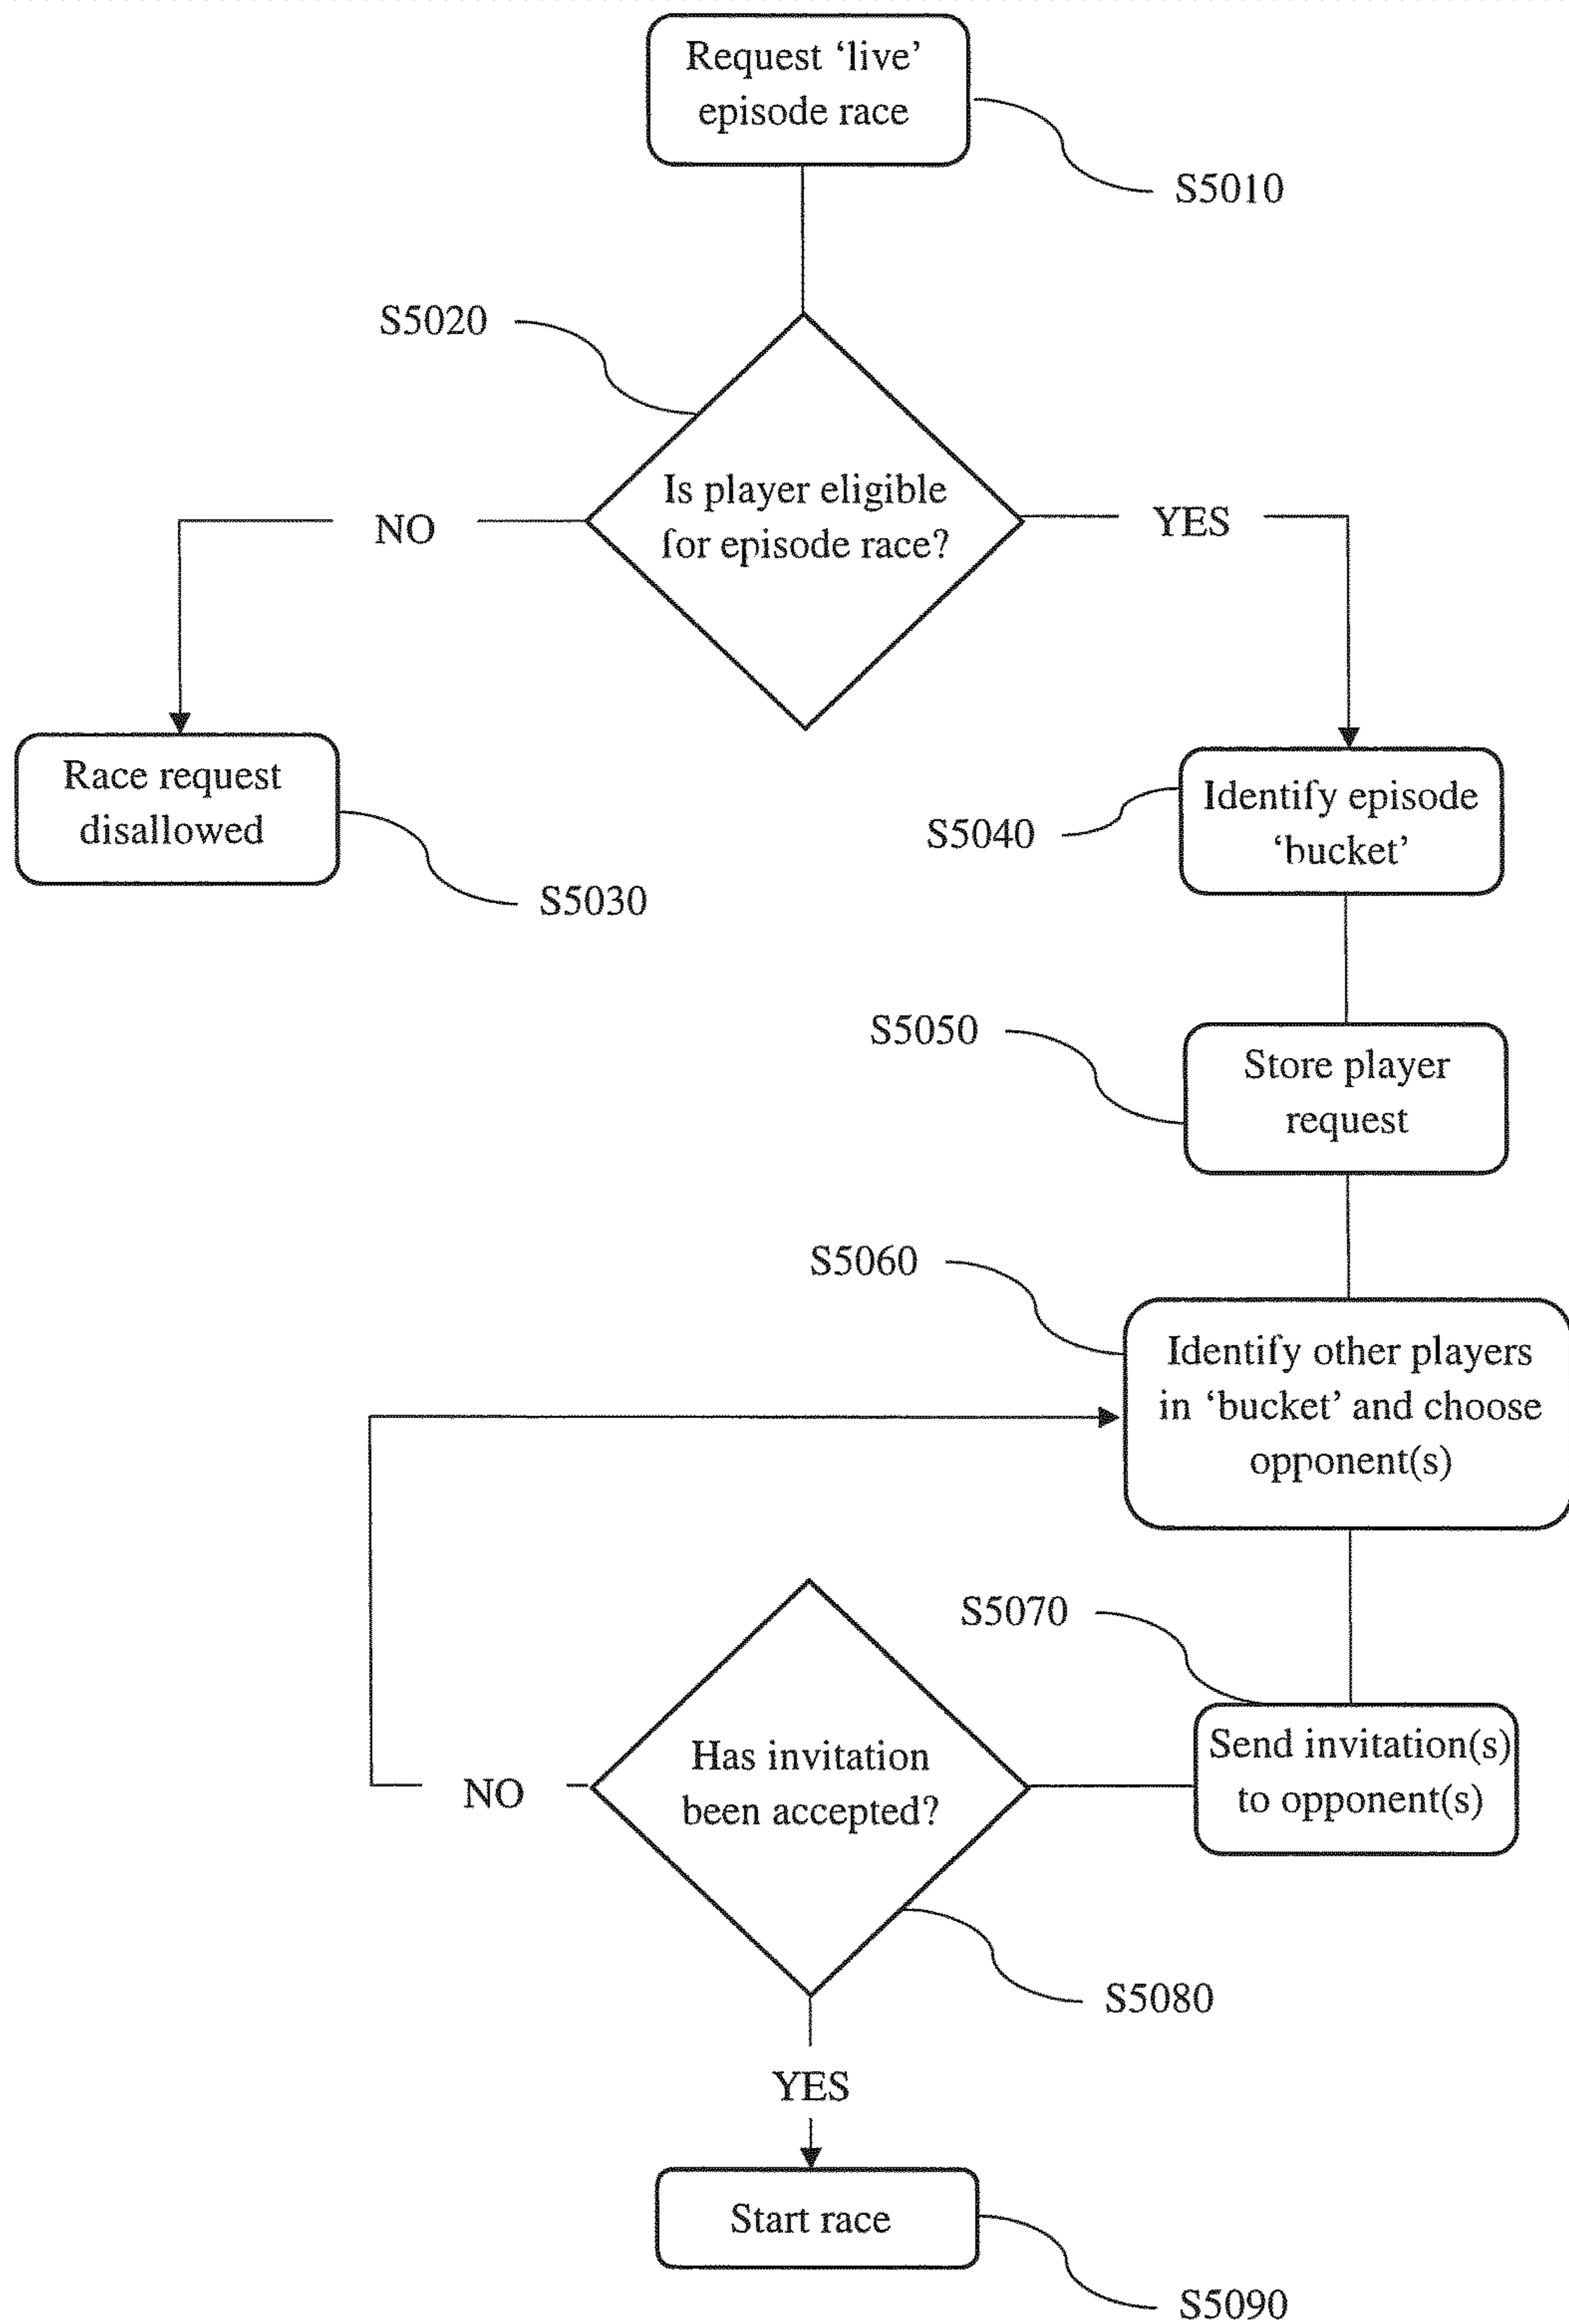 Request ‘live’
episode race
S5010
S5020
Is player eligible
for episode race?
NO
YES
Race request
disallowed
S5030
Identify episode
‘bucket’
S5040
S5050
Store player
request
S5060
Identify other players
in ‘bucket’ and choose
opponent(s)
S5070
Send invitation(s)
to opponent(s)
Has invitation
been accepted?
NO
S5080
YES
Start race
S5090